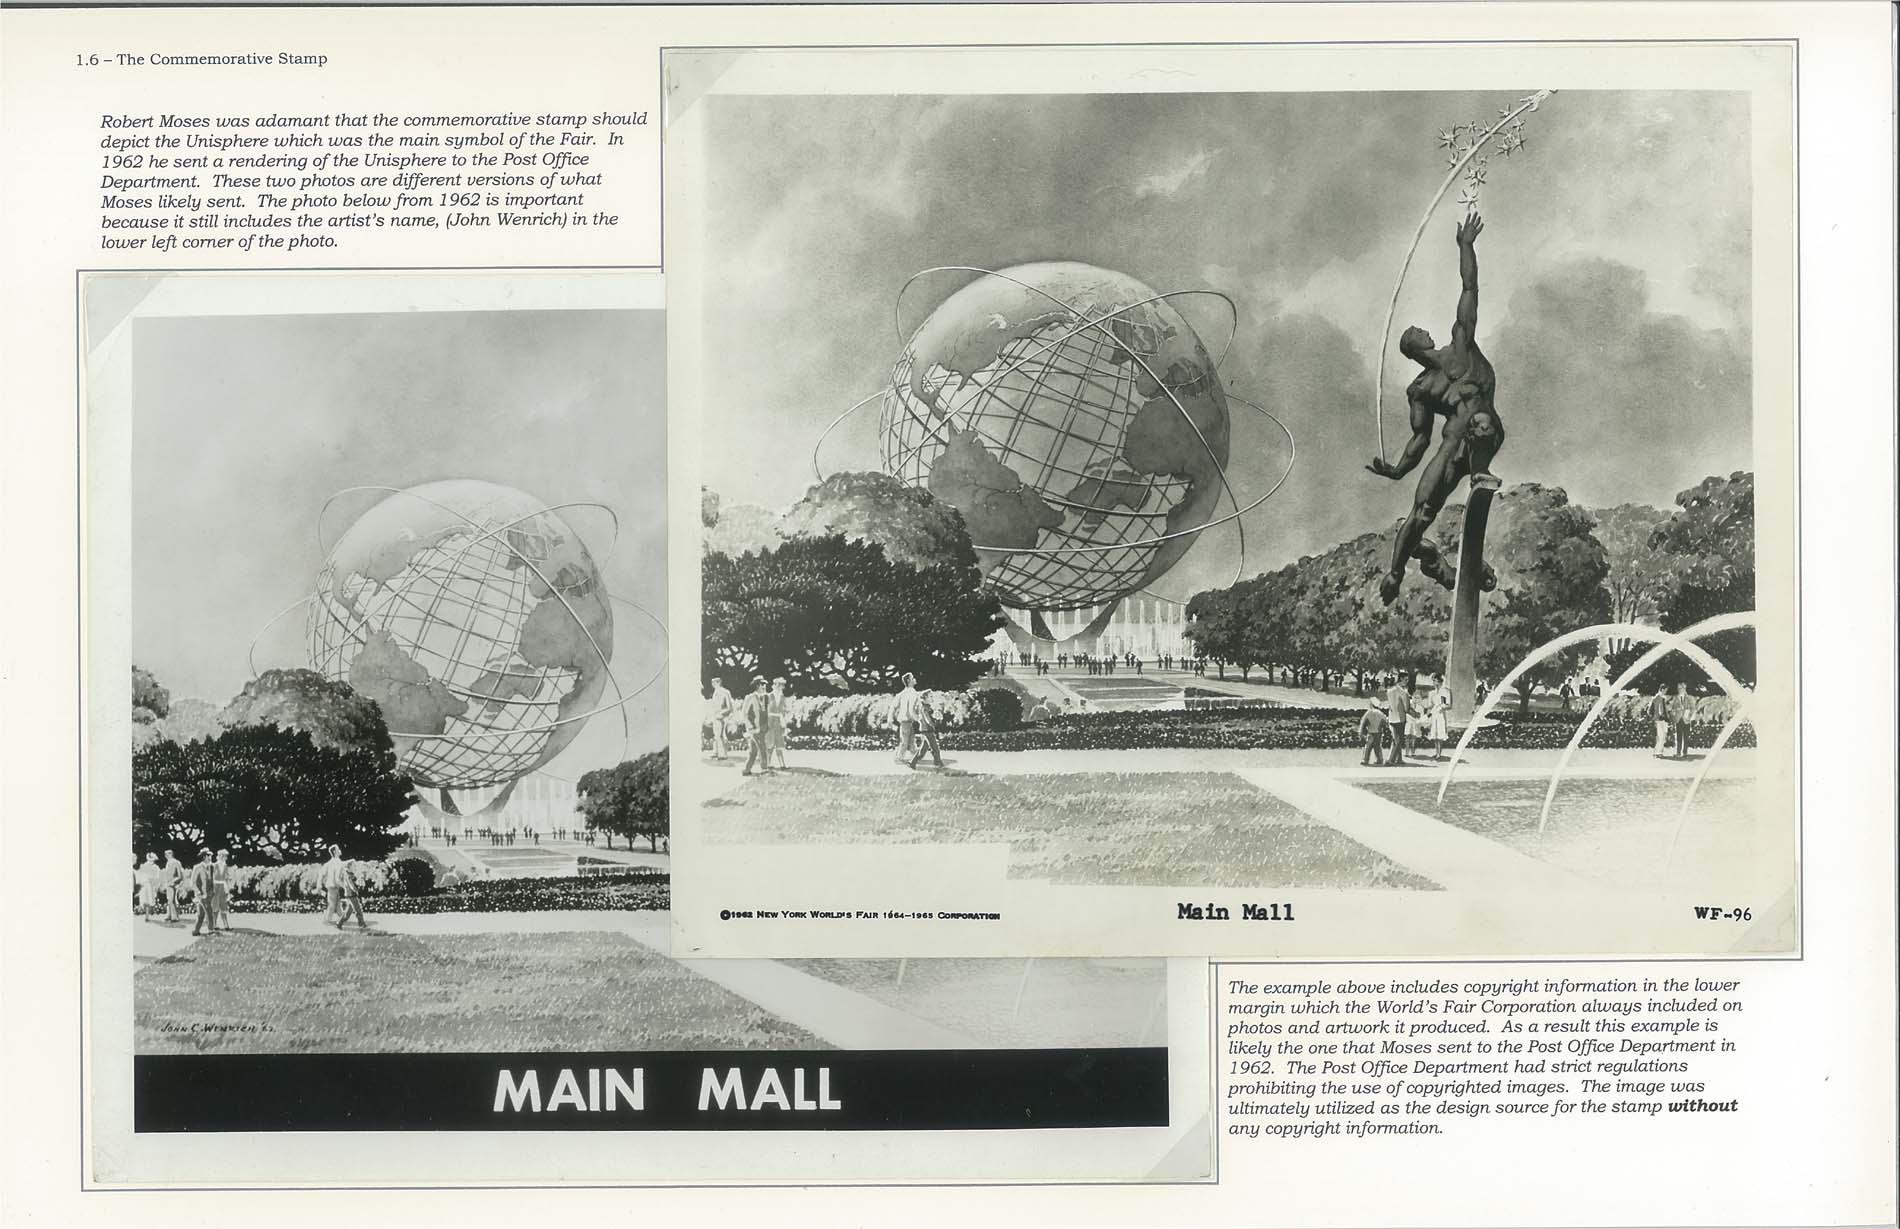 1.6 – The Commemorative Stamp
Robert Moses was adamant that the commemorative stamp should
depict the Unisphere which was the main symbol of the Fair. In
1962 he sent a rendering of the Unisphere to the Post Office
Department. These two photos are different versions of what
Moses likely sent. The photo below from 1962 is important
because it still includes the artist's name, (John Wenrich) in the
lower left corner of the photo.
©1962 NEW YORK WORLD'S FAIR 1964–1965 CORPORATION
Main Mall
WF-96
JOHN C. WENRICH '62.
MAIN MALL
The example above includes copyright information in the lower
margin which the World's Fair Corporation always included on
photos and artwork it produced. As a result this example is
likely the one that Moses sent to the Post Office Department in
1962. The Post Office Department had strict regulations
prohibiting the use of copyrighted images. The image was
ultimately utilized as the design source for the stamp without
any copyright information.